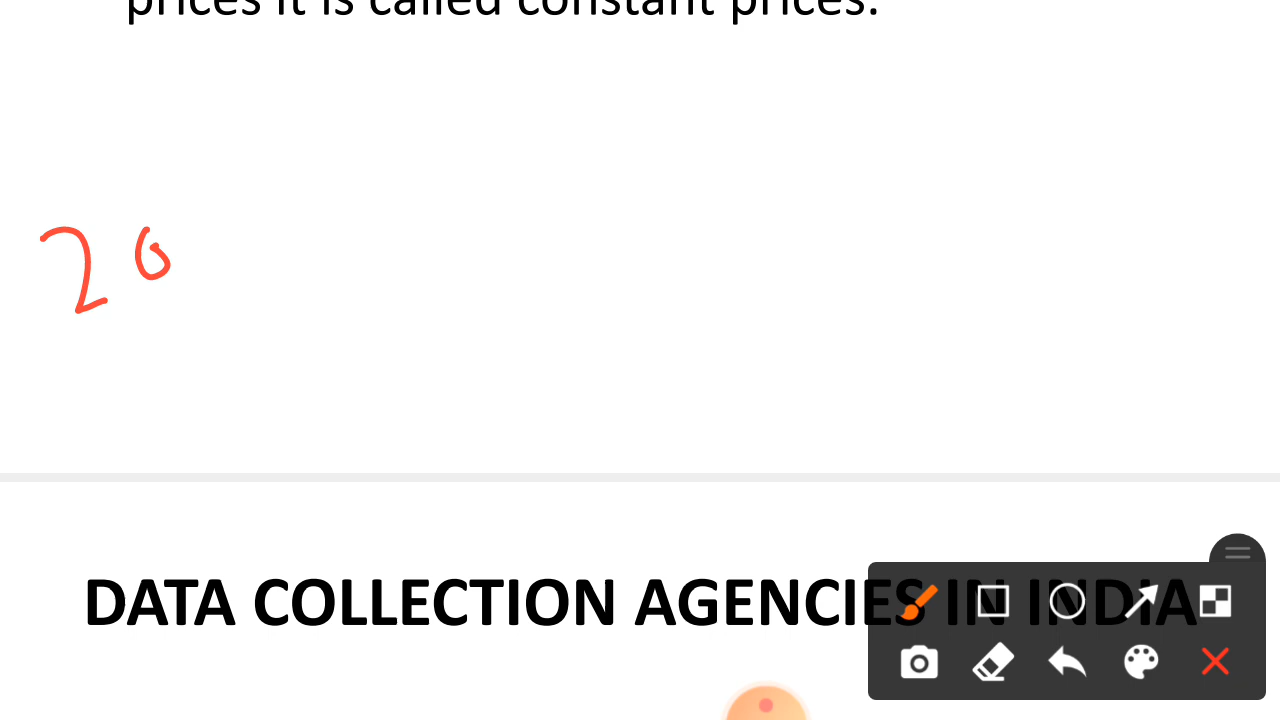 prices it is called constant prices.
20
DATA COLLECTION AGENCIES IN INDIA